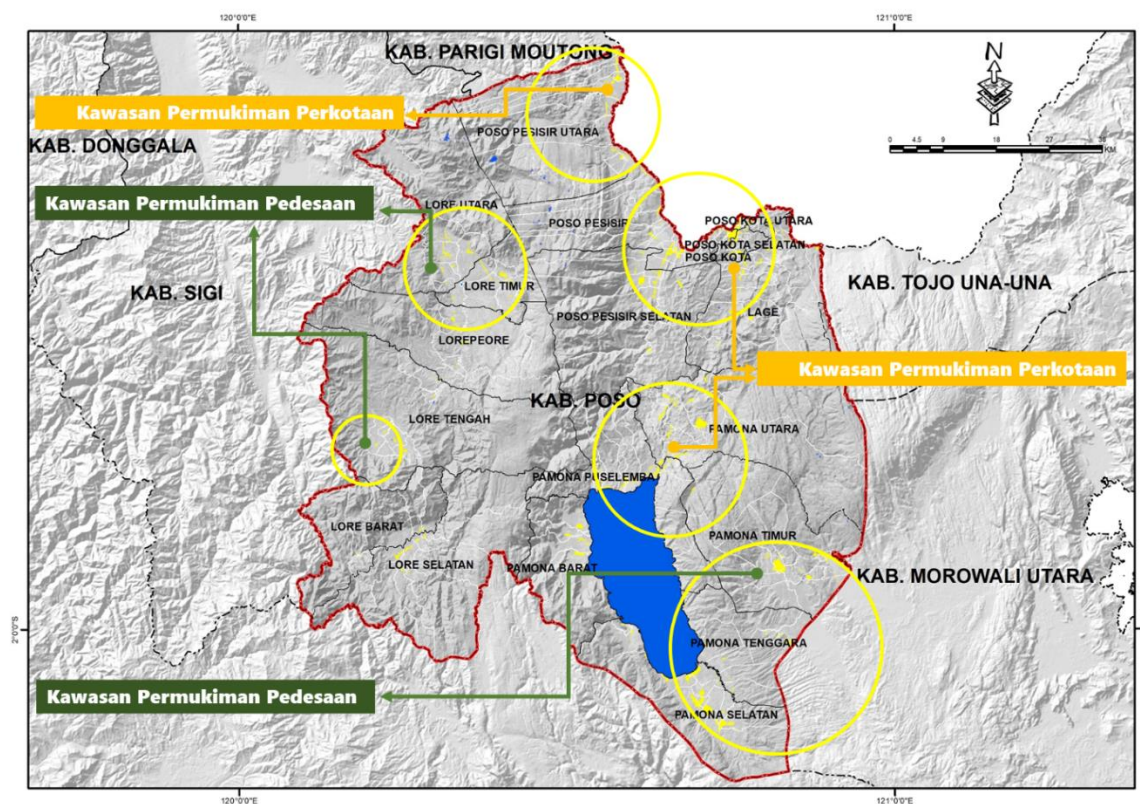 120°0'0"E
121°0'0"E
KAB. PARIGI MOUTONG
N
Kawasan Permukiman Perkotaan
POSO PESISIR UTARA
KAB. DONGGALA
0 4.5 9 18 27 36
KM
Kawasan Permukiman Pedesaan
LORE UTARA
POSO PESISIR
POSO KOTA UTARA
POSO KOTA SELATAN
POSO KOTA
KAB. SIGI
LORE TIMUR
KAB. TOJO UNA-UNA
POSO PESISIR SELATAN
LAGE
LOREPEORE
Kawasan Permukiman Perkotaan
KAB. POSO
LORE TENGAH
PAMONA UTARA
PAMONA PUSELEMBA
LORE BARAT
PAMONA TIMUR
LORE SELATAN
PAMONA BARAT
KAB. MOROWALI UTARA
2°0'0"S
PAMONA TENGGARA
Kawasan Permukiman Pedesaan
PAMONA SELATAN
120°0'0"E
121°0'0"E